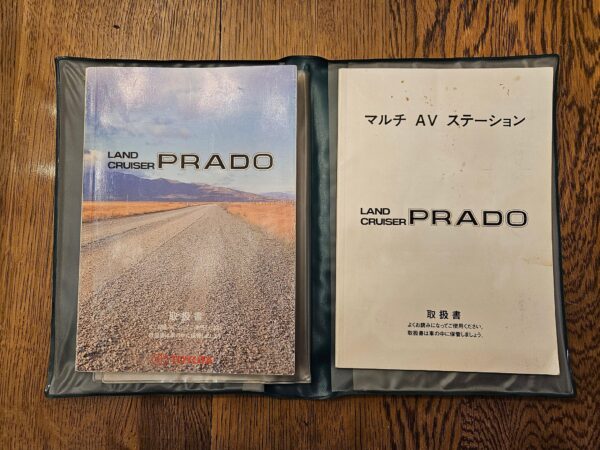 LAND
CRUISER PRADO
取扱書
TOYOTA
マルチ AV ステーション
LAND
CRUISER PRADO
取扱書
よくお読みになってご使用ください。
取扱書は車の中に保管しましょう。